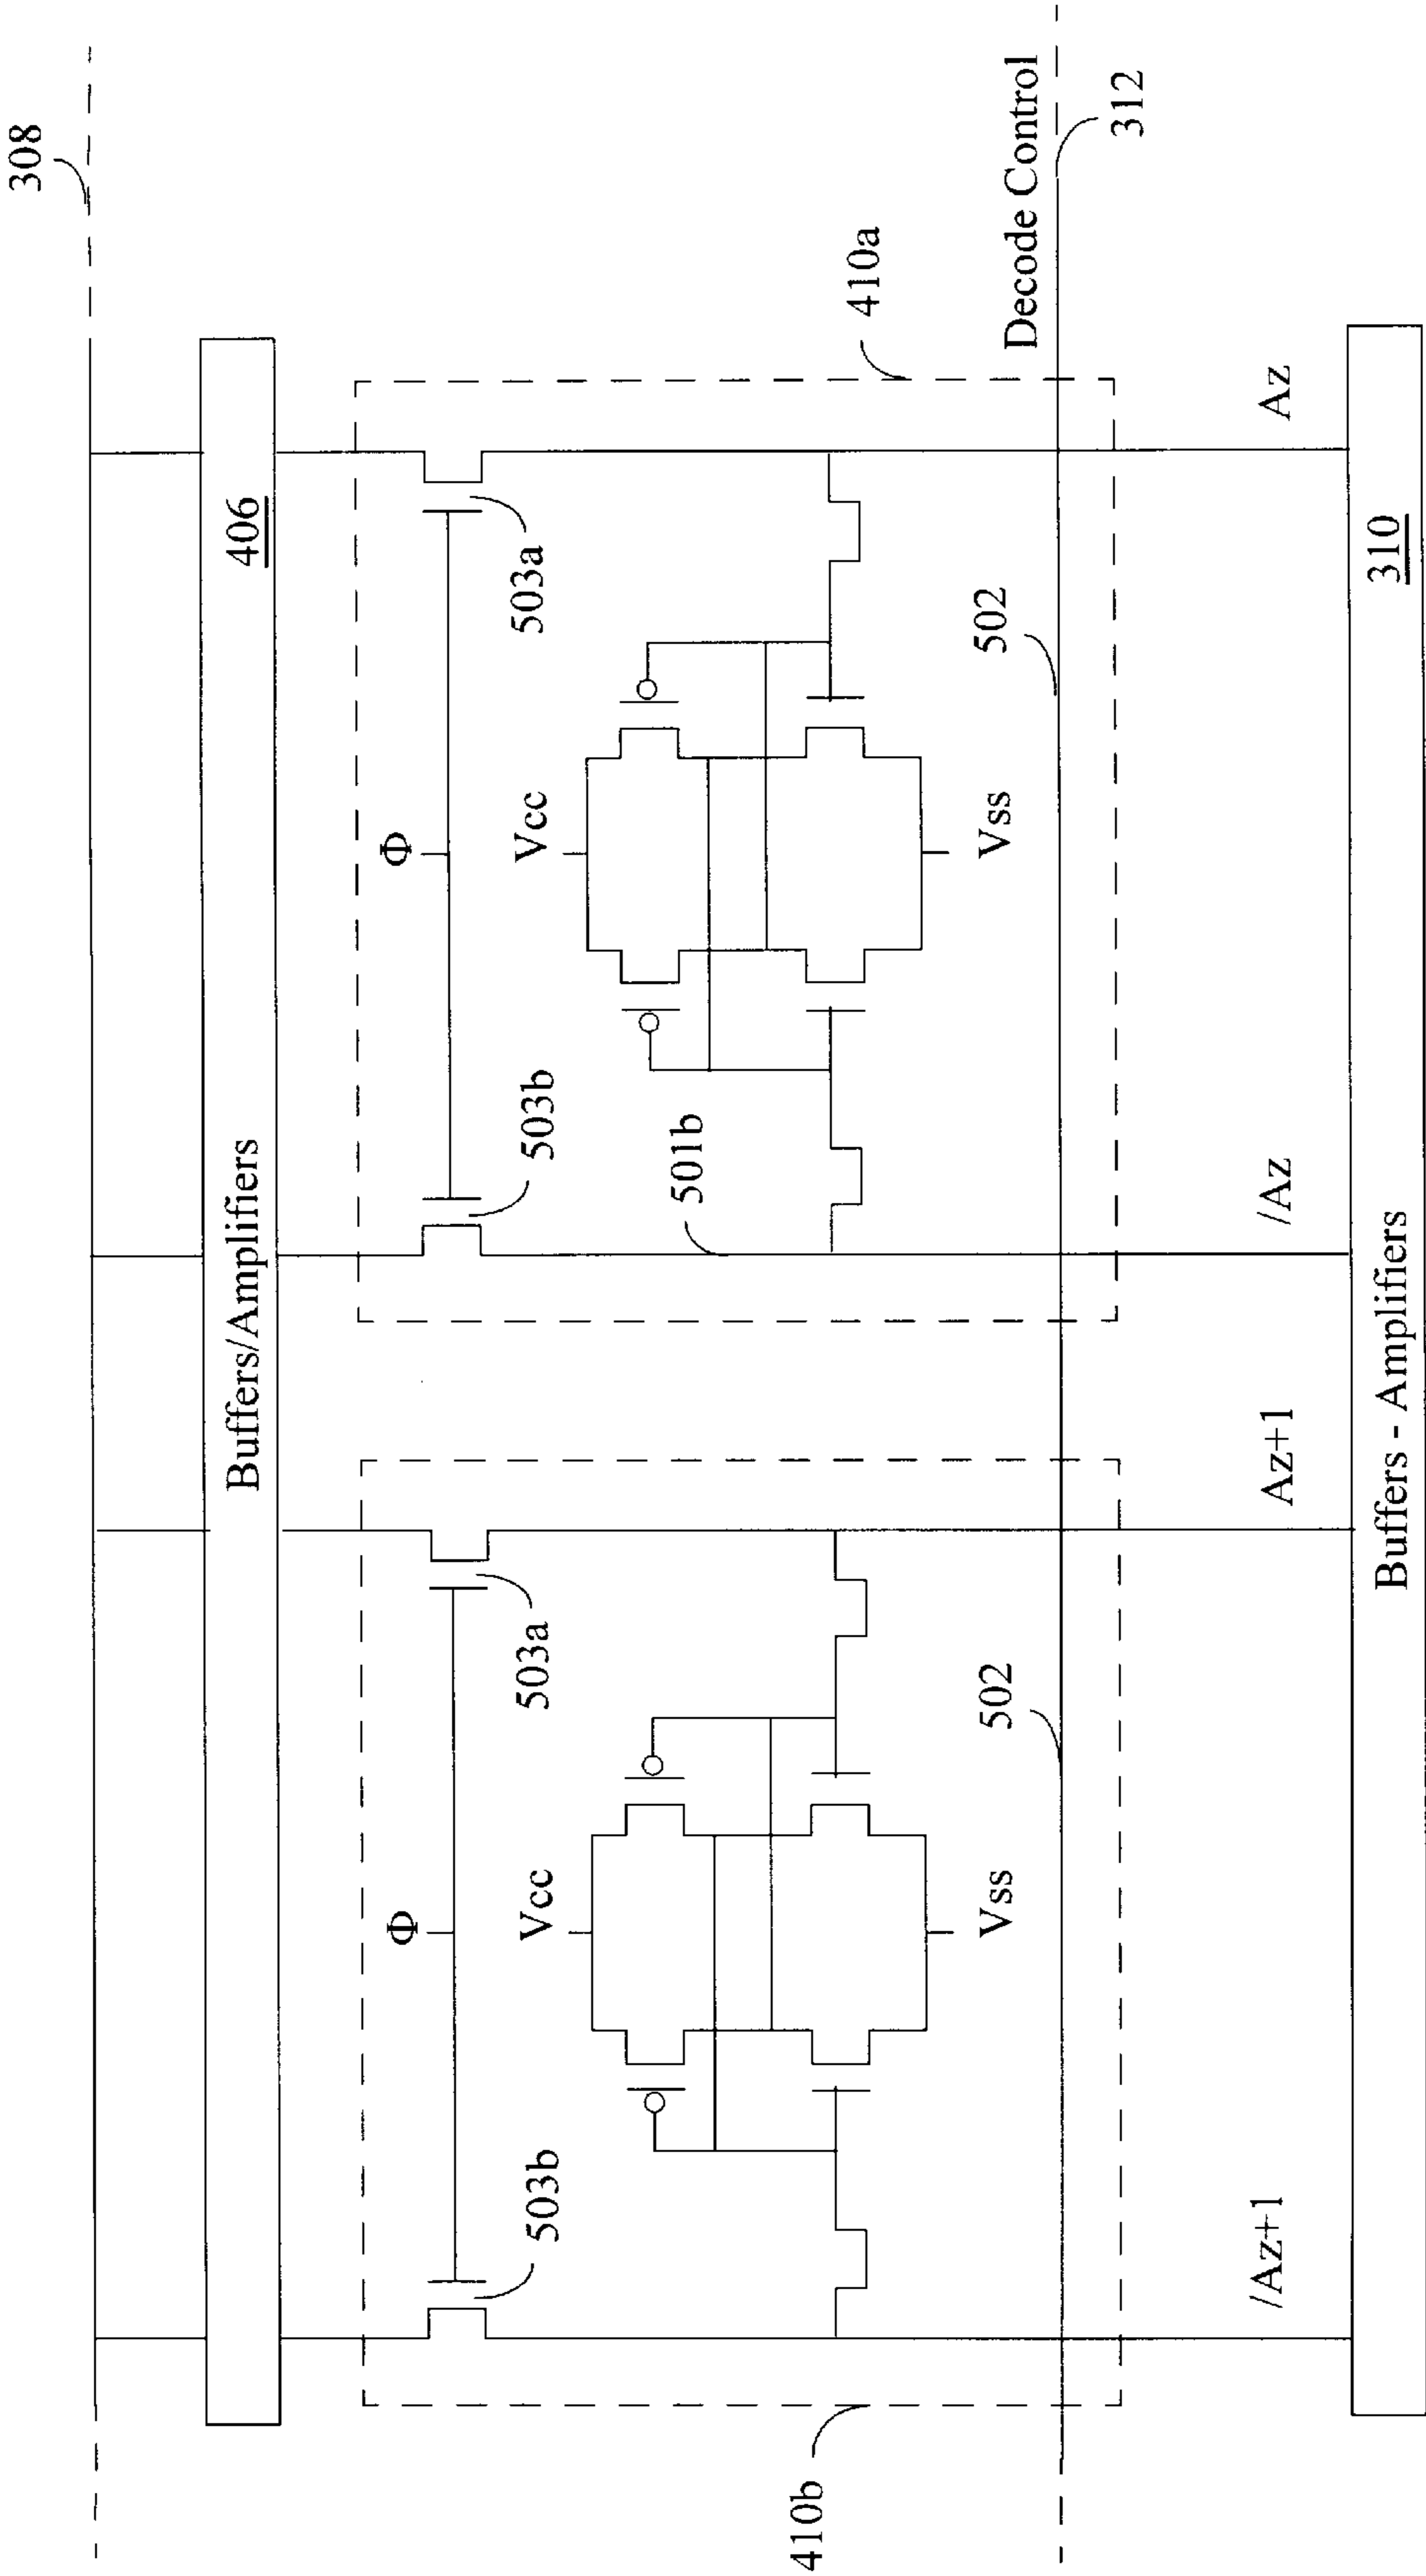 308
406
Buffers/Amplifiers
410a
Φ
503a
503b
Vcc
Vss
501b
502
Decode Control
312
Az
/Az
Φ
503a
503b
Vcc
Vss
502
410b
Az+1
/Az+1
310
Buffers - Amplifiers